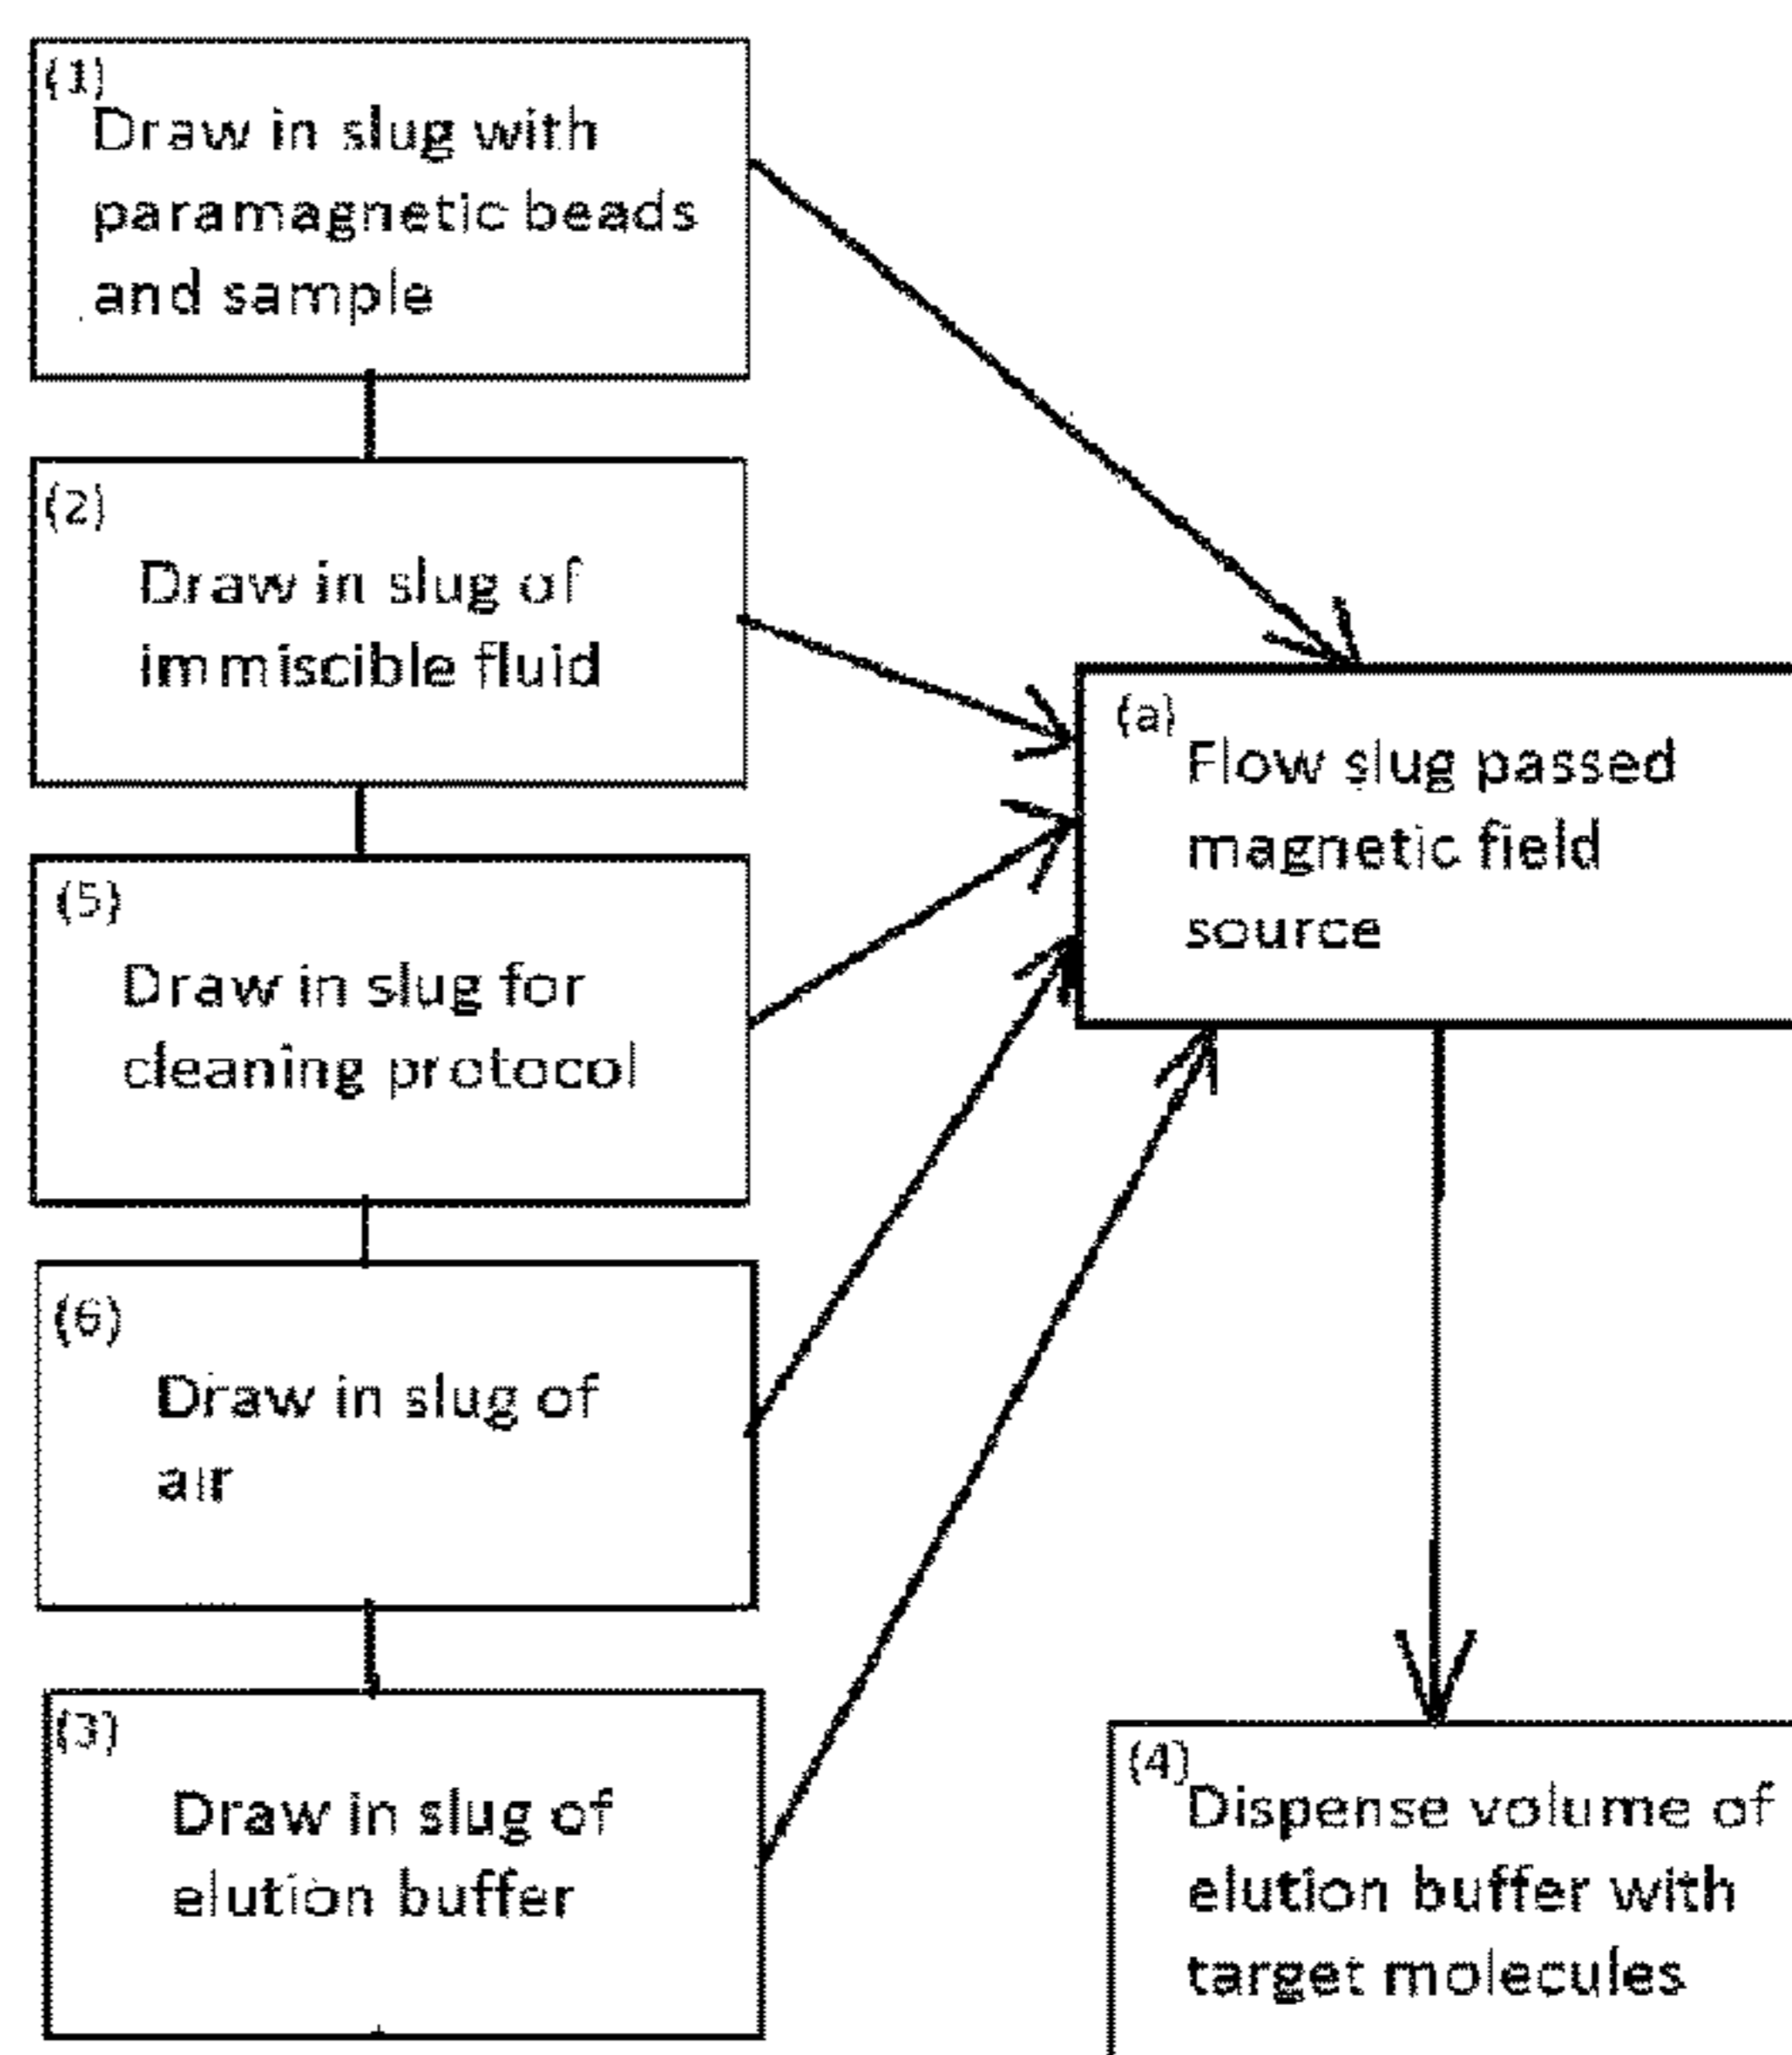 (1)
Draw in slug with
paramagnetic beads
and sample
(2)
Draw in slug of
immiscible fluid
(5)
Draw in slug for
cleaning protocol
(6)
Draw in slug of
air
(3)
Draw in slug of
elution buffer
(a)
Flow slug passed
magnetic field
source
(4)
Dispense volume of
elution buffer with
target molecules